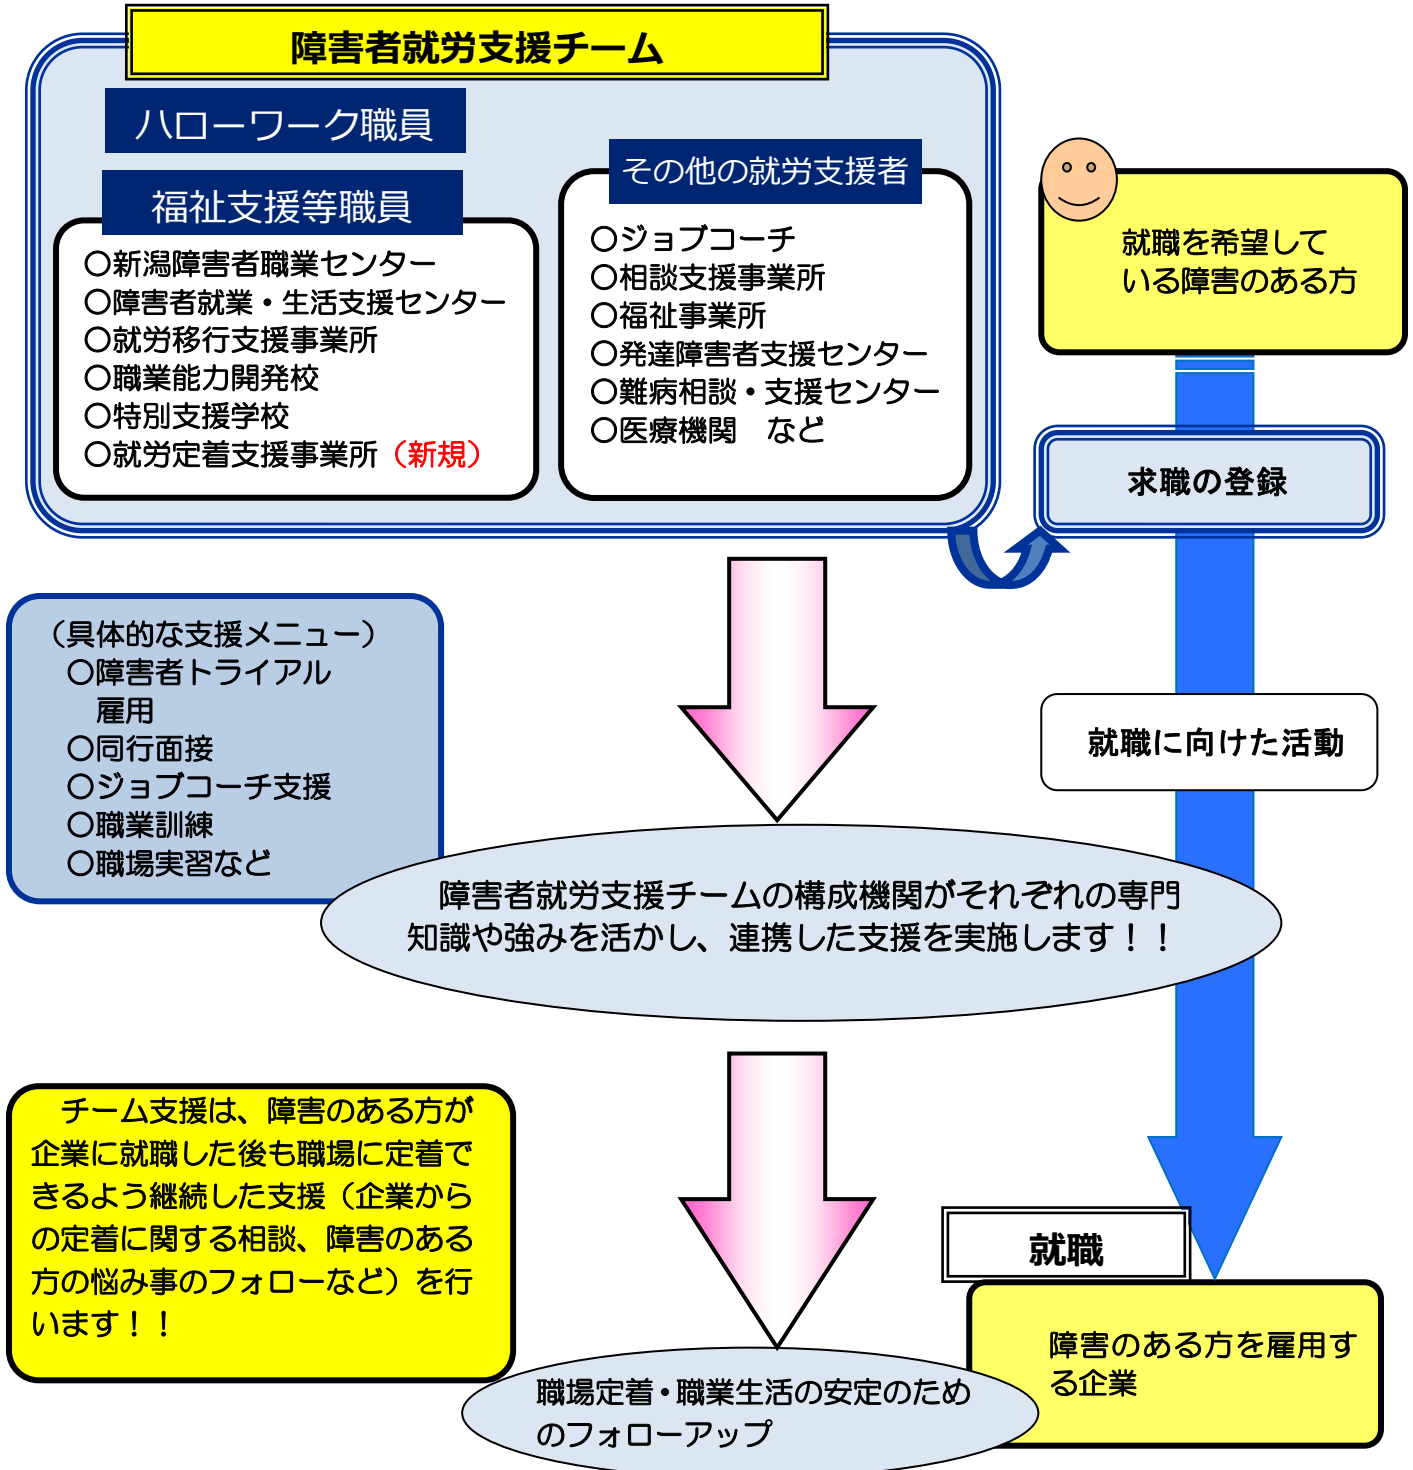 障害者就労支援チーム
ハローワーク職員
福祉支援等職員
〇新潟障害者職業センター
〇障害者就業・生活支援センター
〇就労移行支援事業所
〇職業能力開発校
〇特別支援学校
〇就労定着支援事業所（新規）
その他の就労支援者
〇ジョブコーチ
〇相談支援事業所
〇福祉事業所
〇発達障害者支援センター
〇難病相談・支援センター
〇医療機関　など
就職を希望して
いる障害のある方
求職の登録
（具体的な支援メニュー）
〇障害者トライアル
雇用
〇同行面接
〇ジョブコーチ支援
〇職業訓練
〇職場実習など
就職に向けた活動
障害者就労支援チームの構成機関がそれぞれの専門
知識や強みを活かし、連携した支援を実施します！！
チーム支援は、障害のある方が
企業に就職した後も職場に定着で
きるよう継続した支援（企業から
の定着に関する相談、障害のある
方の悩み事のフォローなど）を行
います！！
就職
障害のある方を雇用す
る企業
職場定着・職業生活の安定のため
のフォローアップ